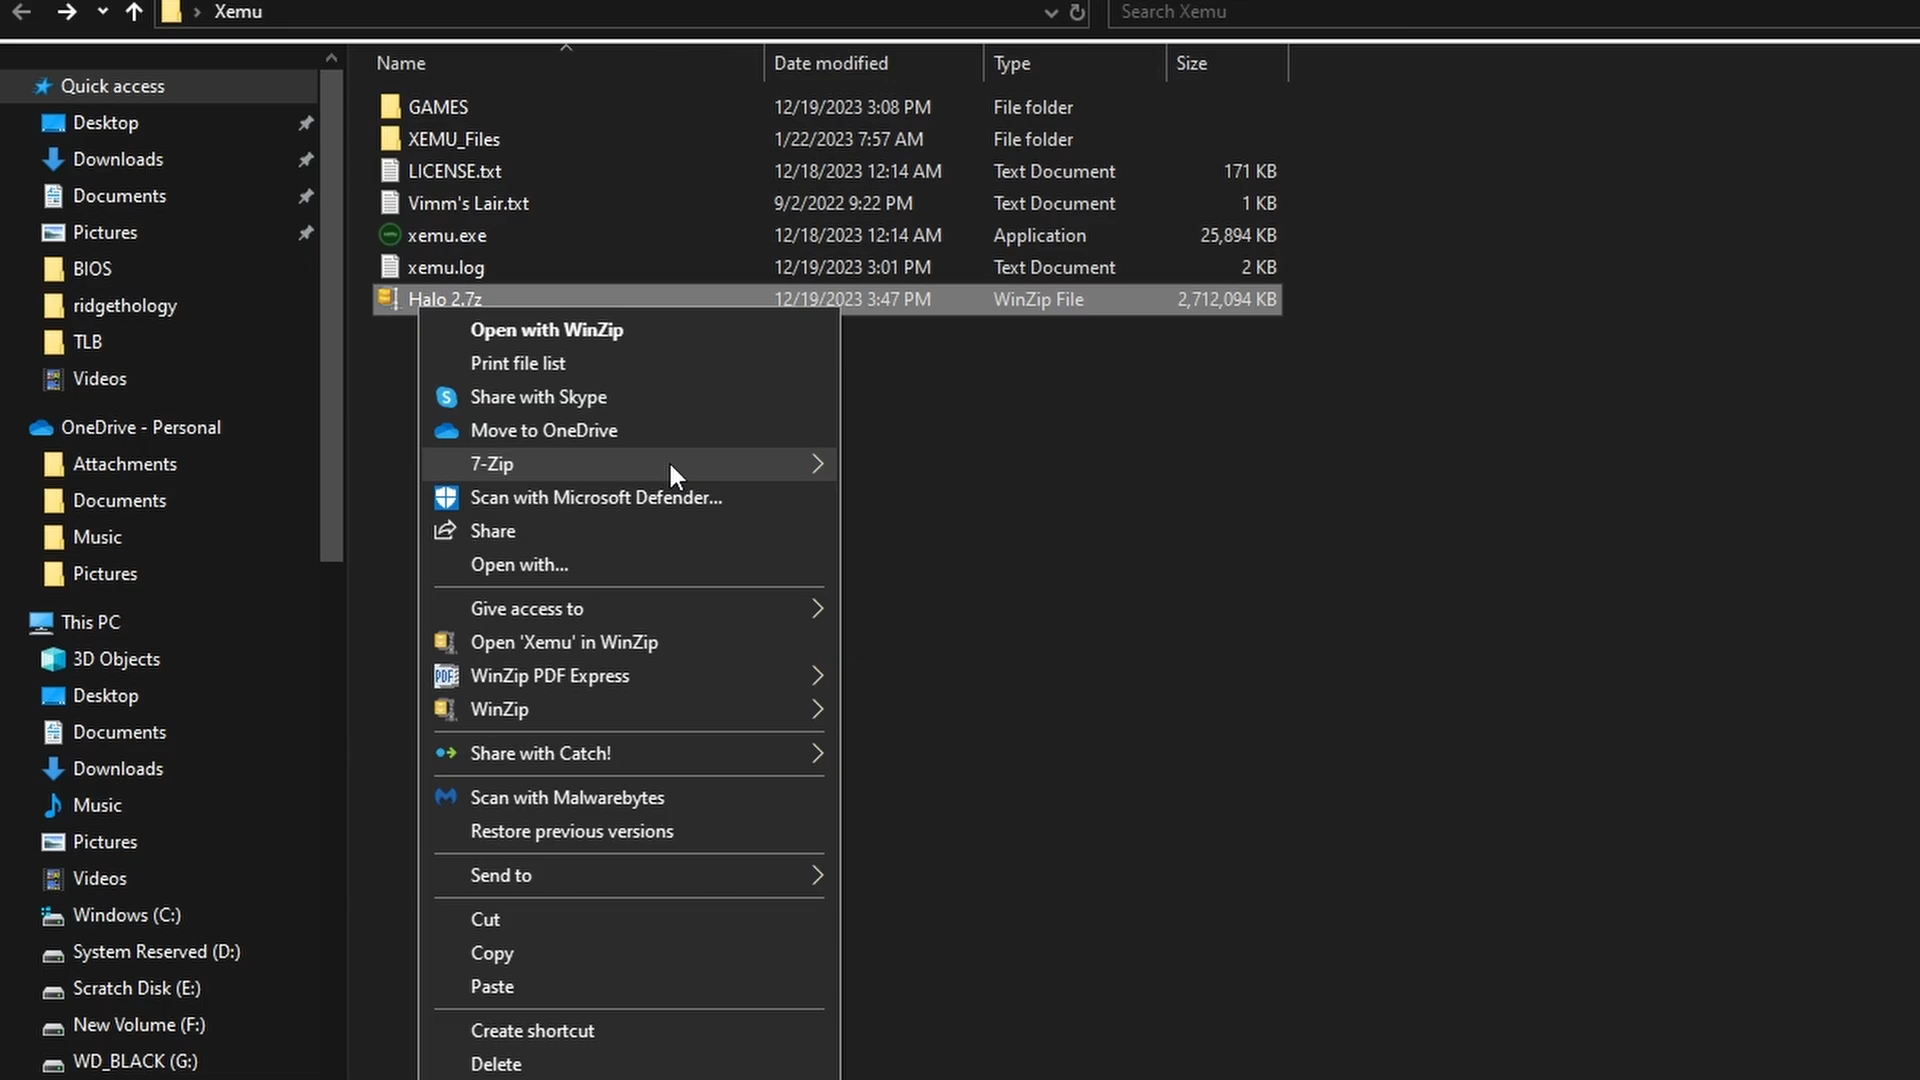 Xemu
Search Xemu
Name Date modified Type Size
Quick access
Desktop
Downloads
Documents
Pictures
BIOS
ridgethology
TLB
Videos
OneDrive - Personal
Attachments
Documents
Music
Pictures
This PC
3D Objects
Desktop
Documents
Downloads
Music
Pictures
Videos
Windows (C:)
System Reserved (D:)
Scratch Disk (E:)
New Volume (F:)
WD_BLACK (G:)
GAMES 12/19/2023 3:08 PM File folder
XEMU_Files 1/22/2023 7:57 AM File folder
LICENSE.txt 12/18/2023 12:14 AM Text Document 171 KB
Vimm's Lair.txt 9/2/2022 9:22 PM Text Document 1 KB
xemu.exe 12/18/2023 12:14 AM Application 25,894 KB
xemu.log 12/19/2023 3:01 PM Text Document 2 KB
Halo 2.7z 12/19/2023 3:47 PM WinZip File 2,712,094 KB
Open with WinZip
Print file list
S Share with Skype
Move to OneDrive
7-Zip
Scan with Microsoft Defender...
Share
Open with...
Give access to
Open 'Xemu' in WinZip
PDF WinZip PDF Express
WinZip
Share with Catch!
Scan with Malwarebytes
Restore previous versions
Send to
Cut
Copy
Paste
Create shortcut
Delete